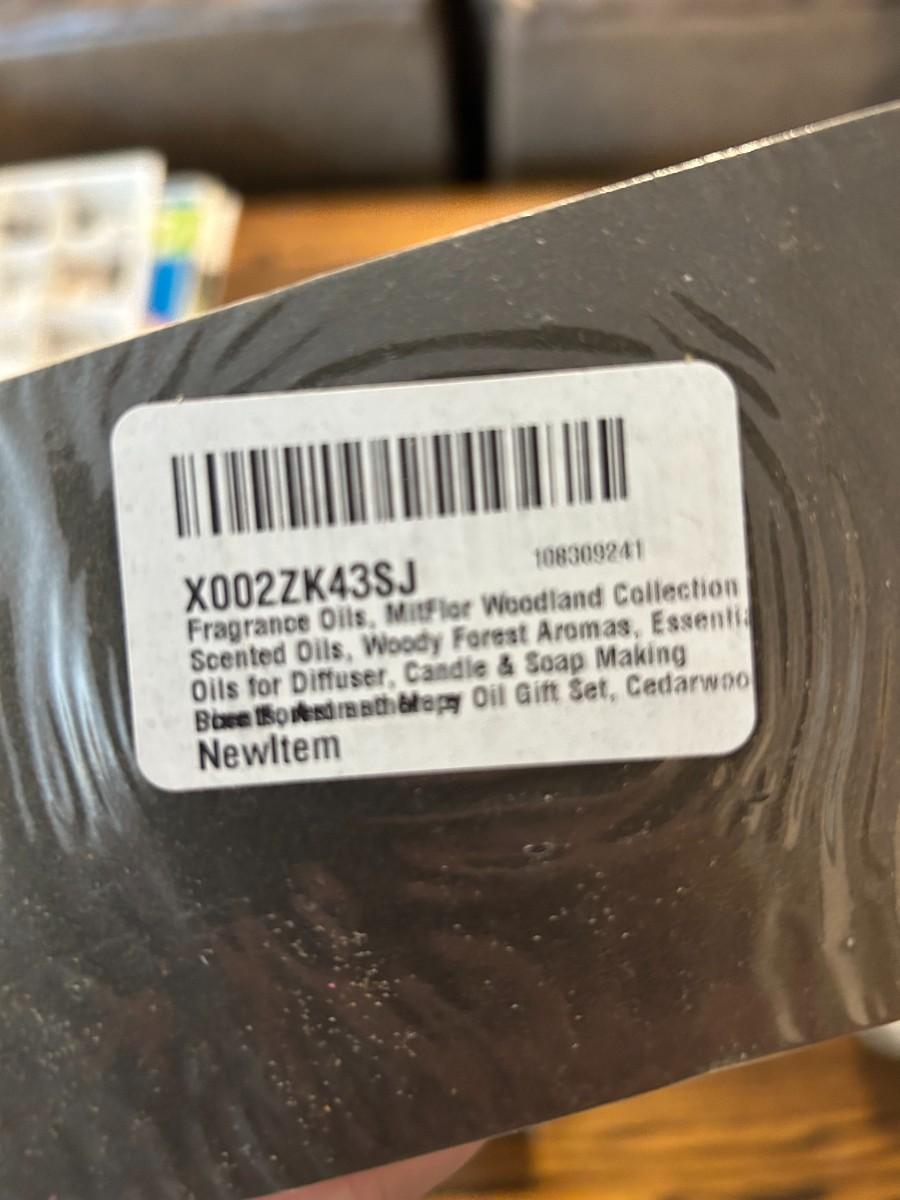 108309241
X002ZK43SJ
Fragrance Oils, MitFlor Woodland Collection
Scented Oils, Woody Forest Aromas, Essentia
Oils for Diffuser, Candle & Soap Making
Oil Gift Set, Cedarwoo
NewItem